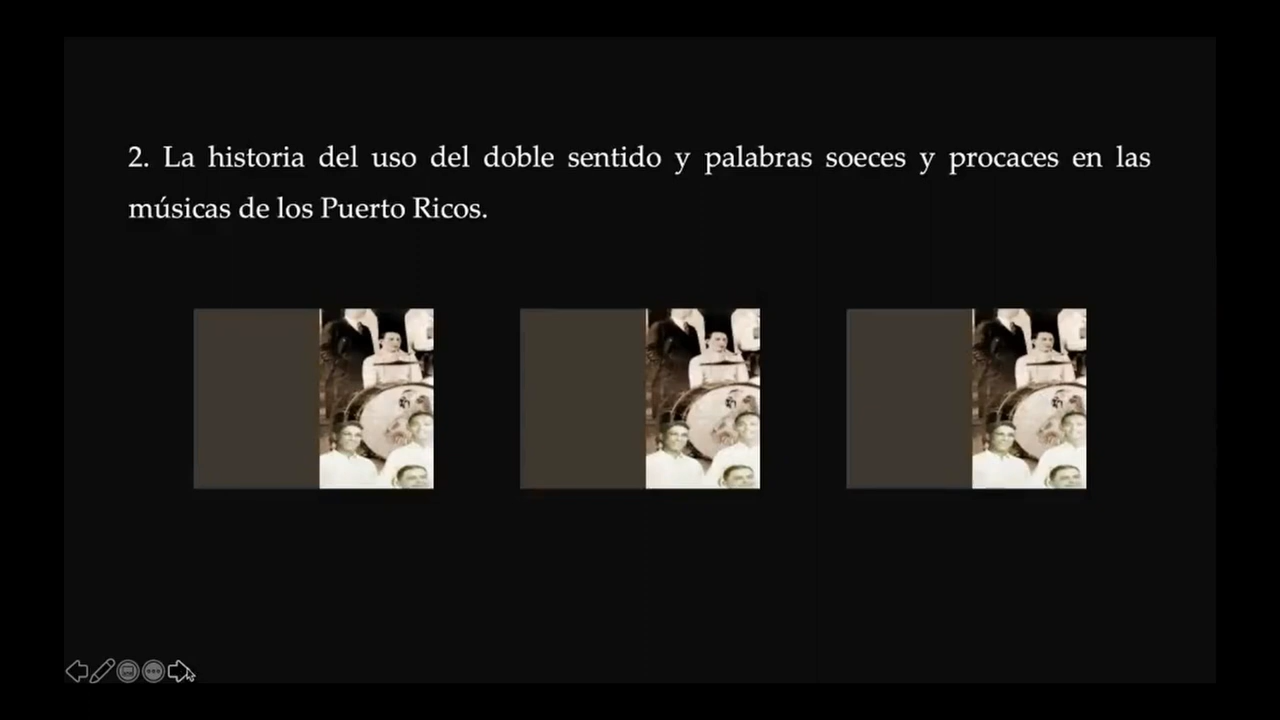 2. La historia del uso del doble sentido y palabras soeces y procaces en las
músicas de los Puerto Ricos.